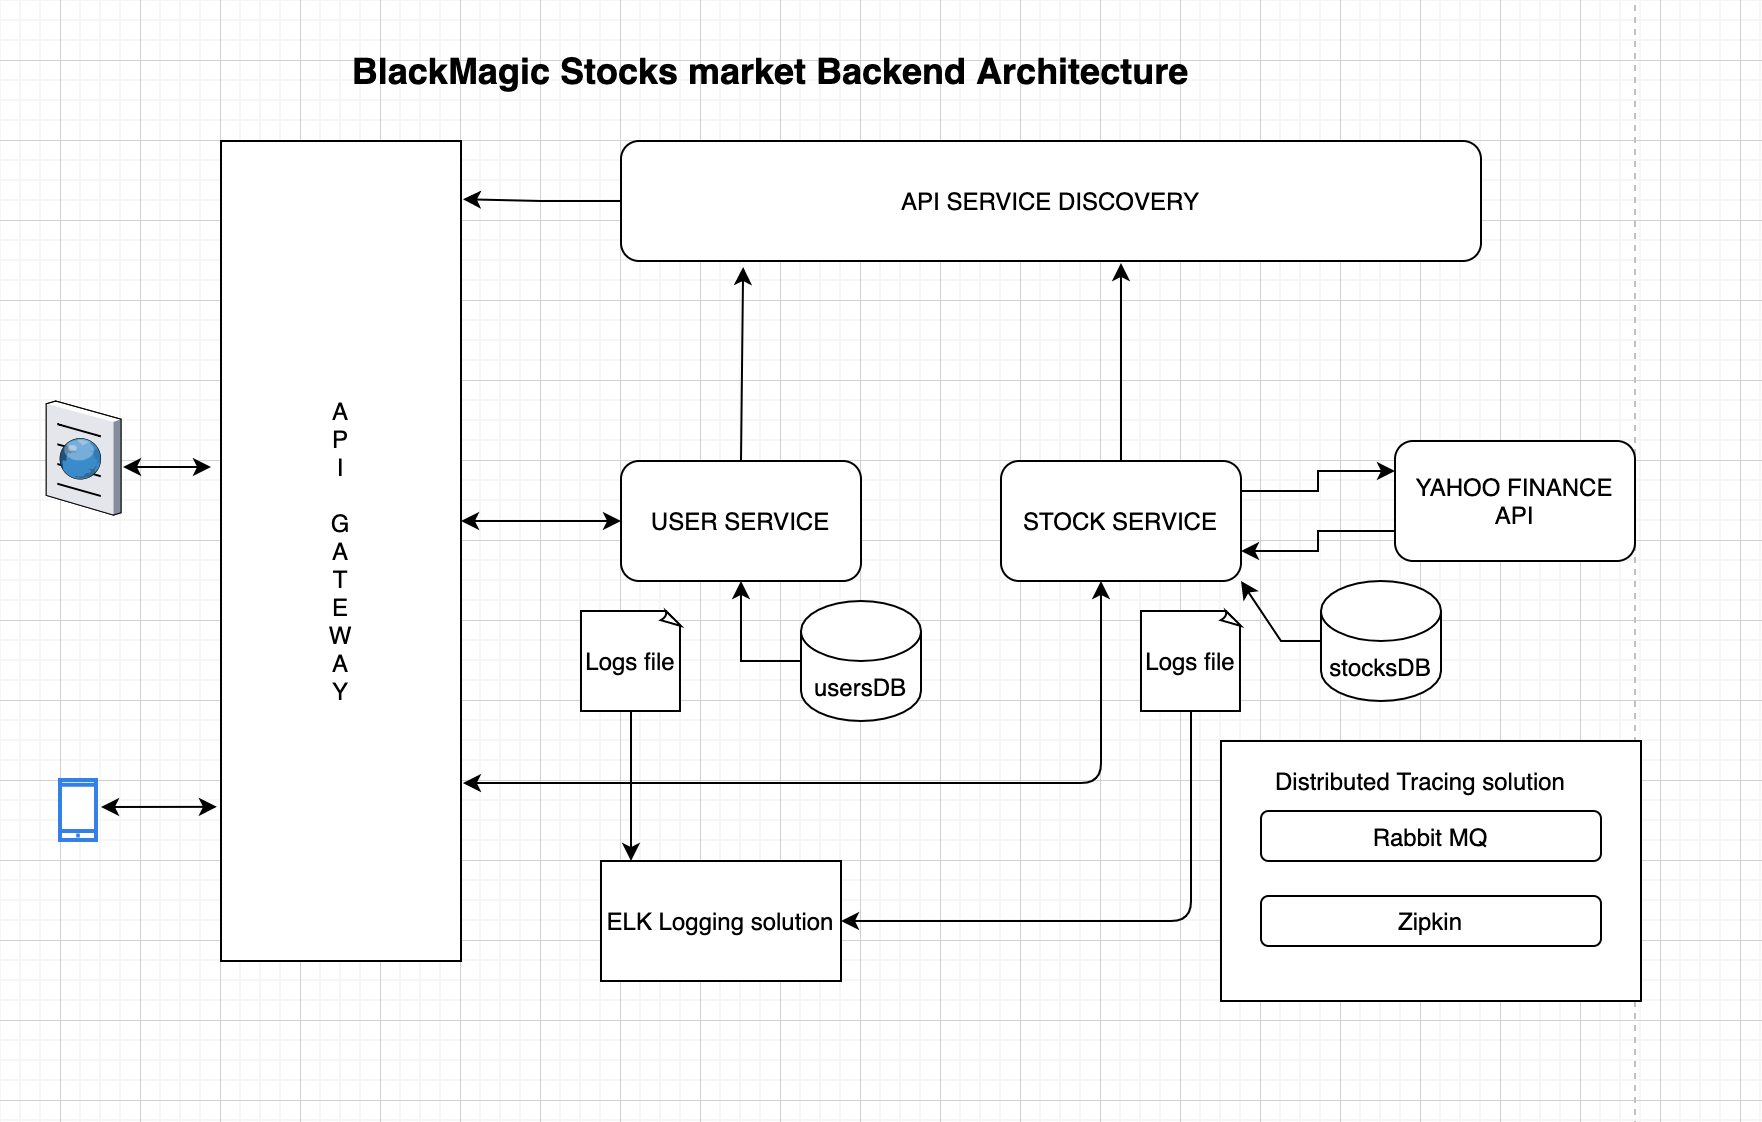 BlackMagic Stocks market Backend Architecture
API SERVICE DISCOVERY
A
P
I
G
A
T
E
W
A
Y
USER SERVICE
STOCK SERVICE
YAHOO FINANCE
API
Logs file
usersDB
Logs file
stocksDB
Distributed Tracing solution
Rabbit MQ
Zipkin
ELK Logging solution